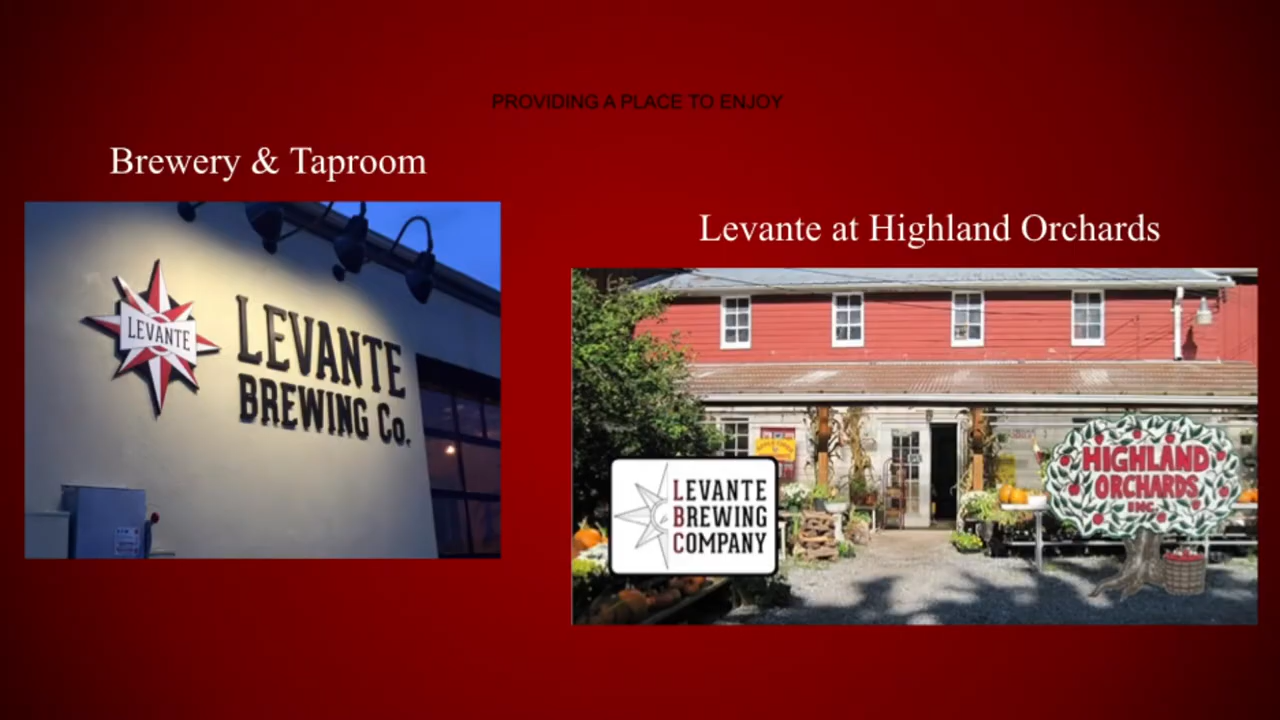 PROVIDING A PLACE TO ENJOY
Brewery & Taproom
Levante at Highland Orchards
LEVANTE
LEVANTE
BREWING Co.
LEVANTE
BREWING
COMPANY
HIGHLAND
ORCHARDS
INC.